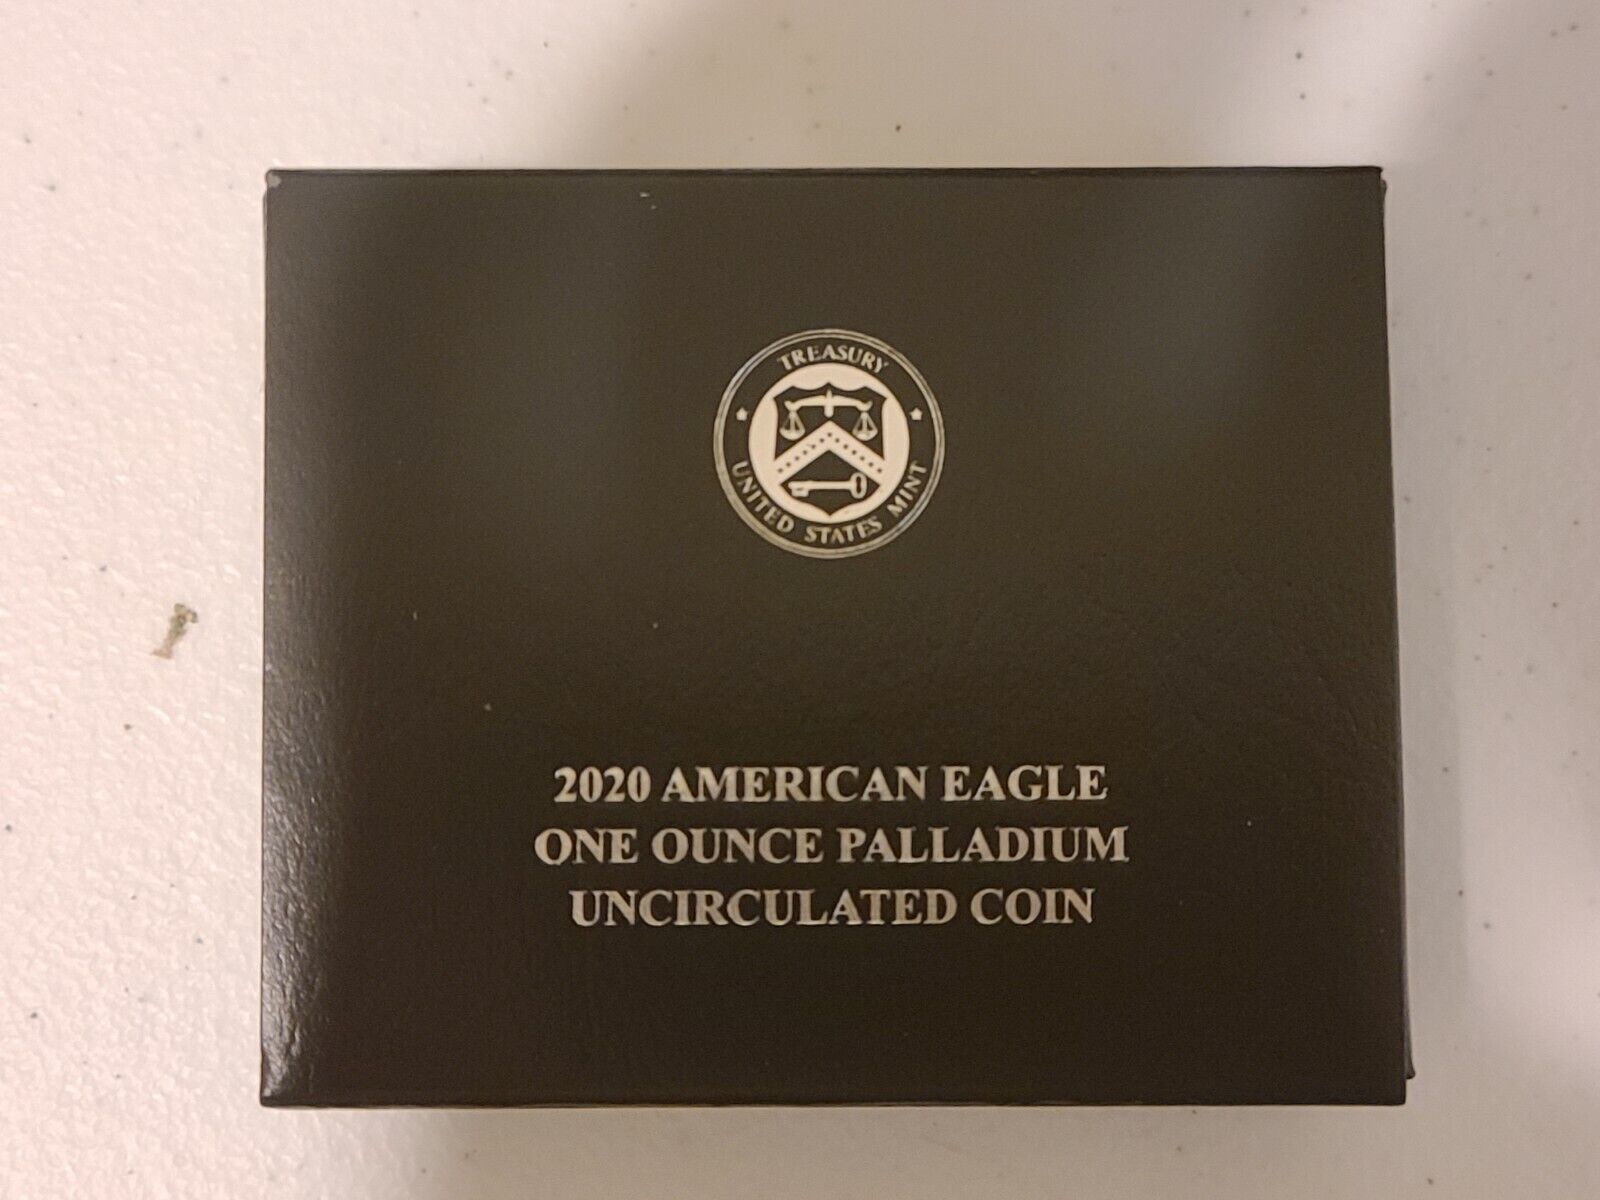 TREASURY
UNITED STATES MINT
2020 AMERICAN EAGLE
ONE OUNCE PALLADIUM
UNCIRCULATED COIN